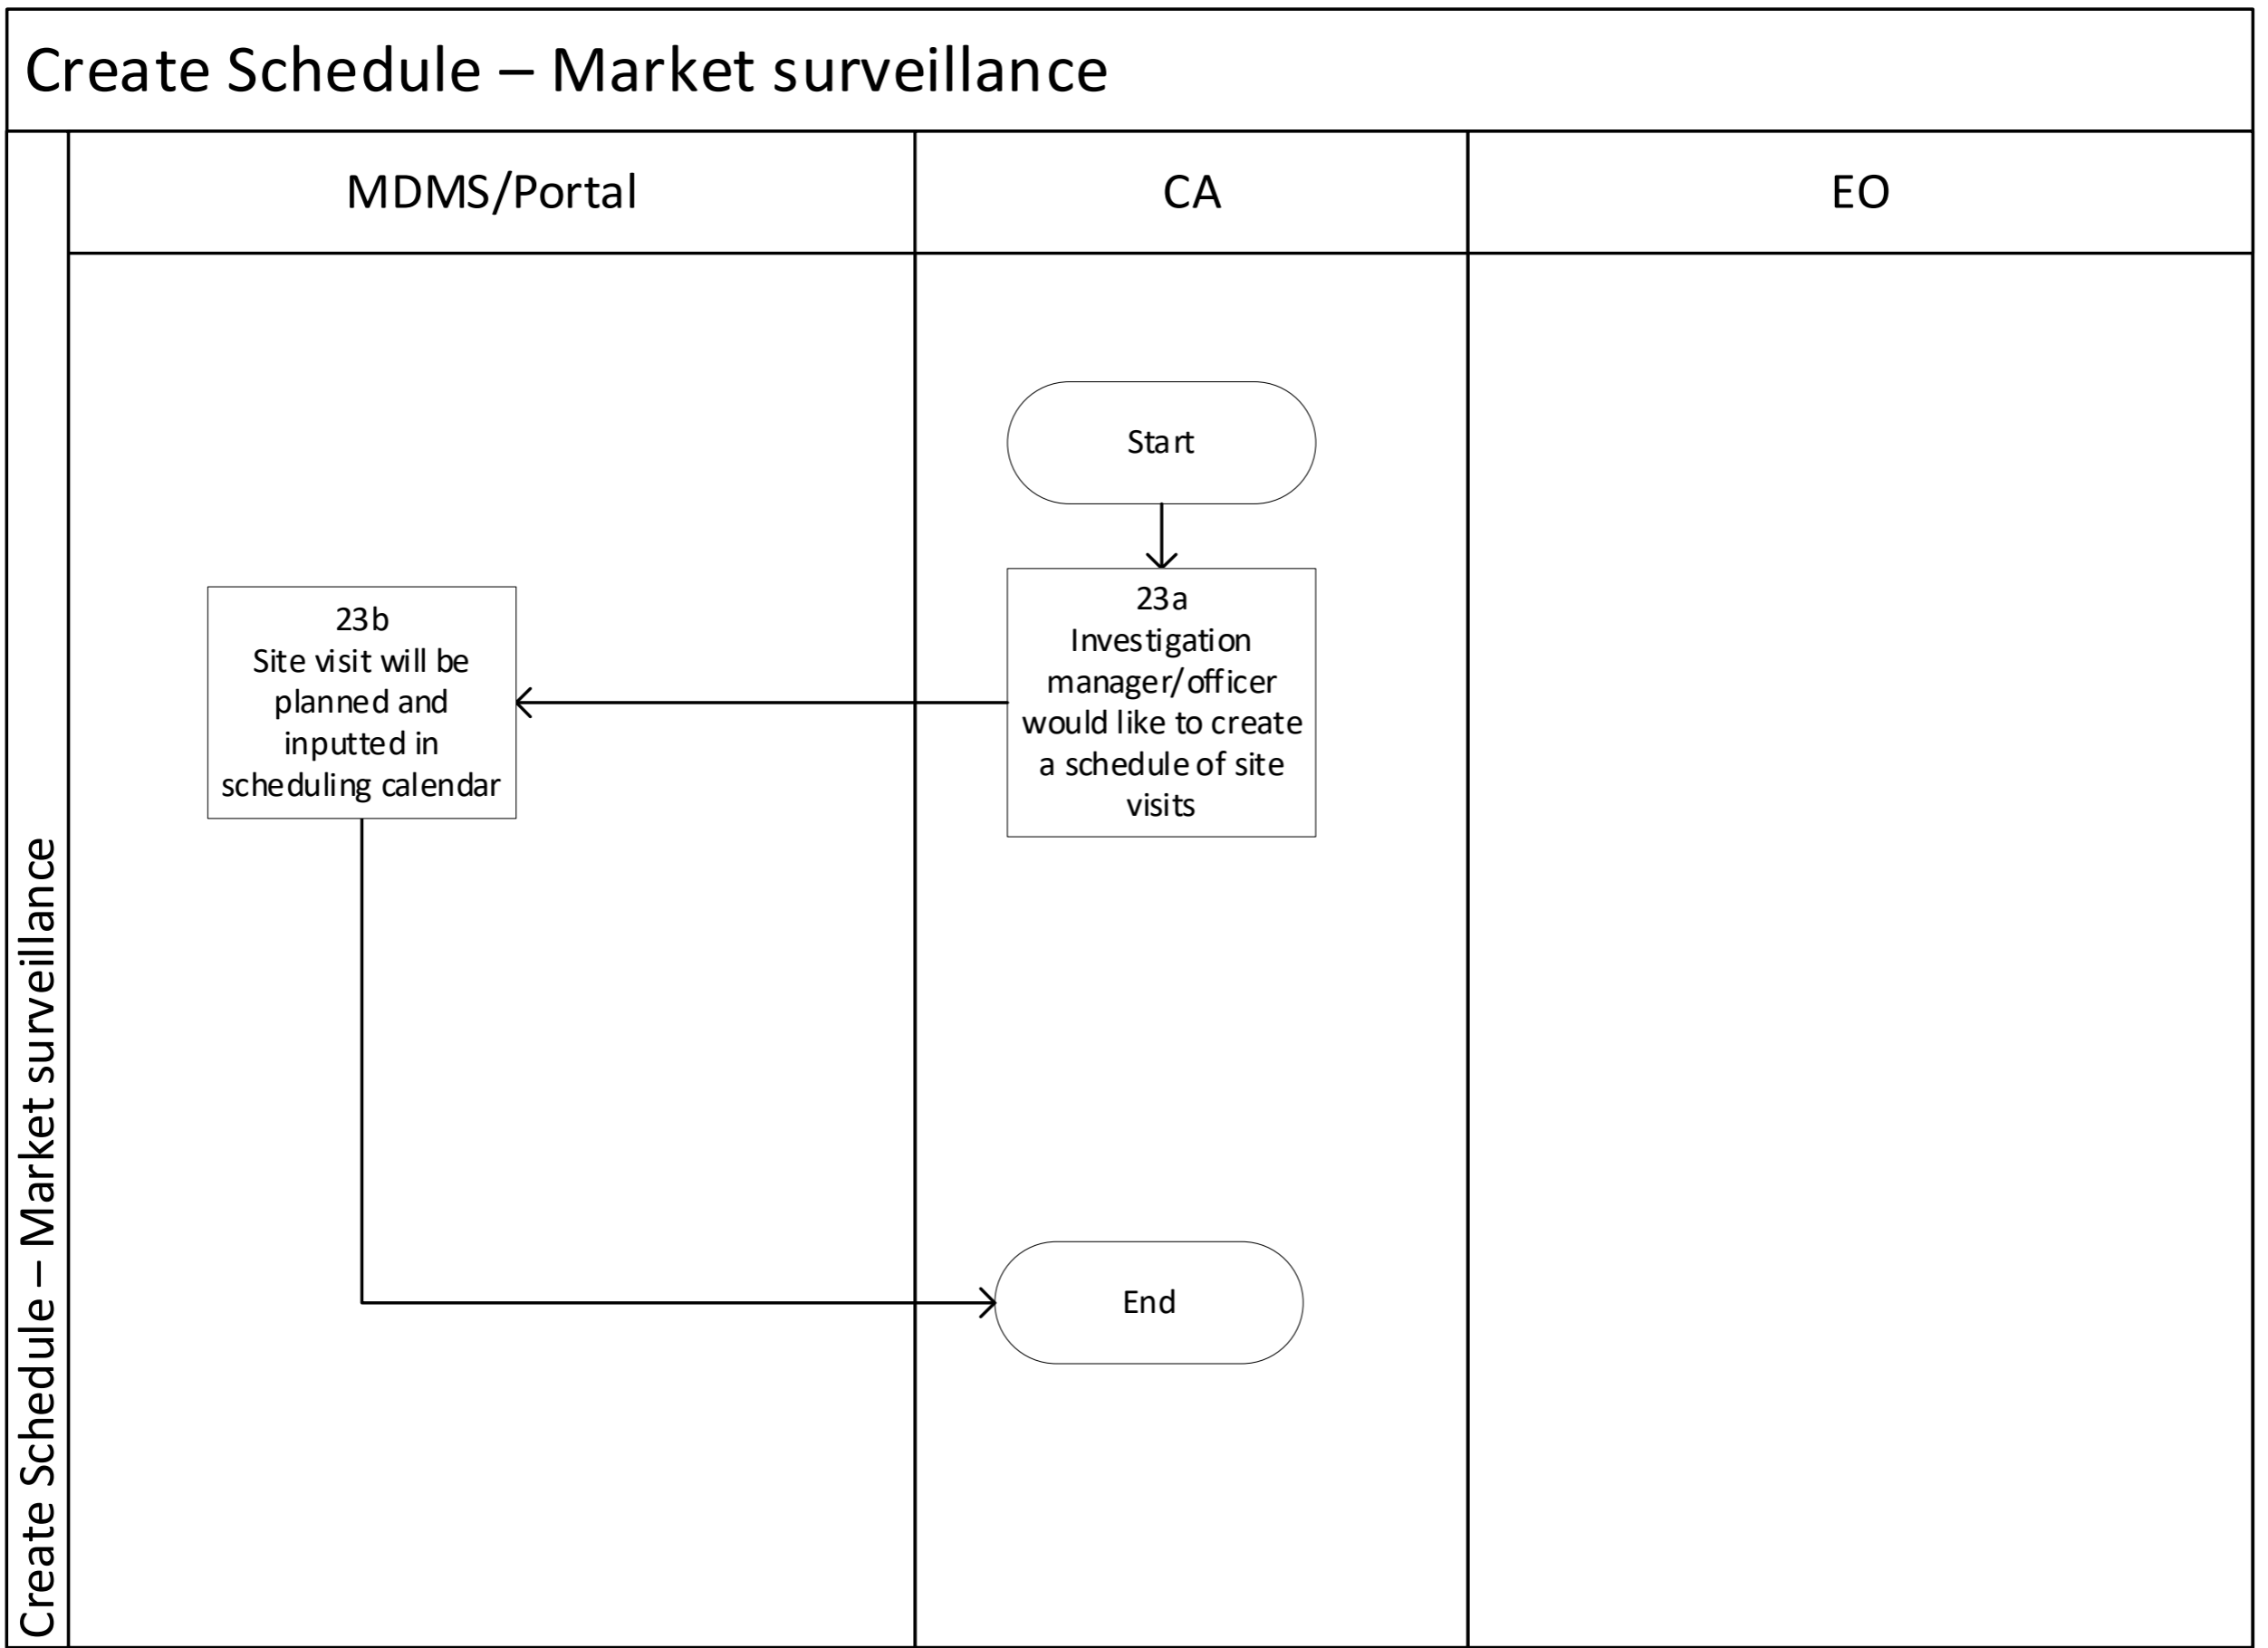 Create Schedule – Market surveillance
MDMS/Portal
CA
EO
Create Schedule – Market surveillance
Start
23a
Investigation
manager/officer
would like to create
a schedule of site
visits
23b
Site visit will be
planned and
inputted in
scheduling calendar
End